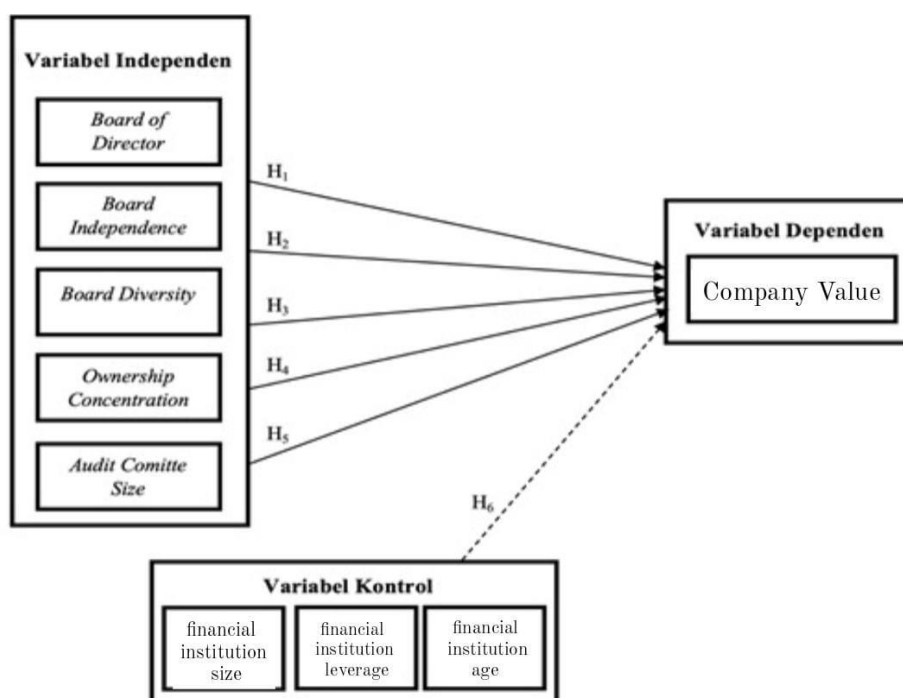 Variabel Independen
Board of
Director
Board
Independence
Board Diversity
Ownership
Concentration
Audit Comitte
Size
H₁
H₂
H₃
H₄
H₅
H₆
Variabel Dependen
Company Value
Variabel Kontrol
financial
institution
size
financial
institution
leverage
financial
institution
age